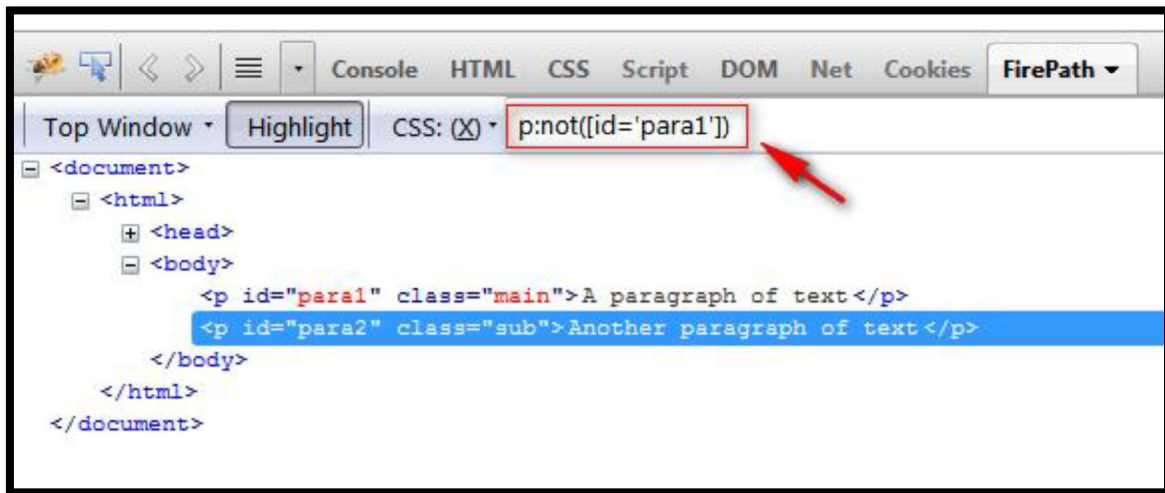 Console HTML CSS Script DOM Net Cookies FirePath
Top Window Highlight CSS: (X) p:not([id='para1'])
<document>
<html>
<head>
<body>
<p id="para1" class="main">A paragraph of text</p>
<p id="para2" class="sub">Another paragraph of text</p>
</body>
</html>
</document>